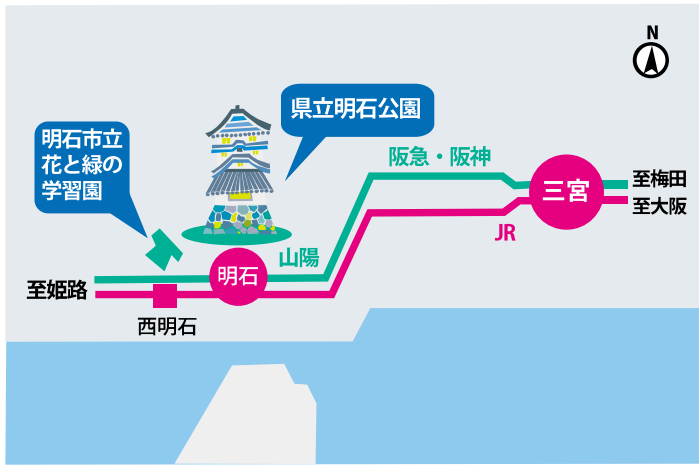 N
県立明石公園
明石市立
花と緑の
学習園
阪急・阪神
三宮
至梅田
至大阪
JR
山陽
明石
至姫路
西明石